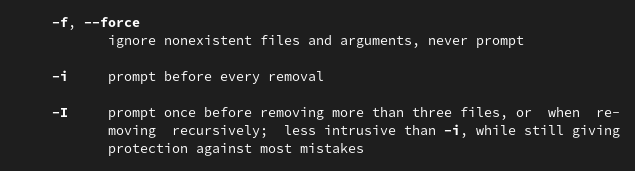 -f, --force
ignore nonexistent files and arguments, never prompt
-i prompt before every removal
-I prompt once before removing more than three files, or when re-
moving recursively; less intrusive than -i, while still giving
protection against most mistakes